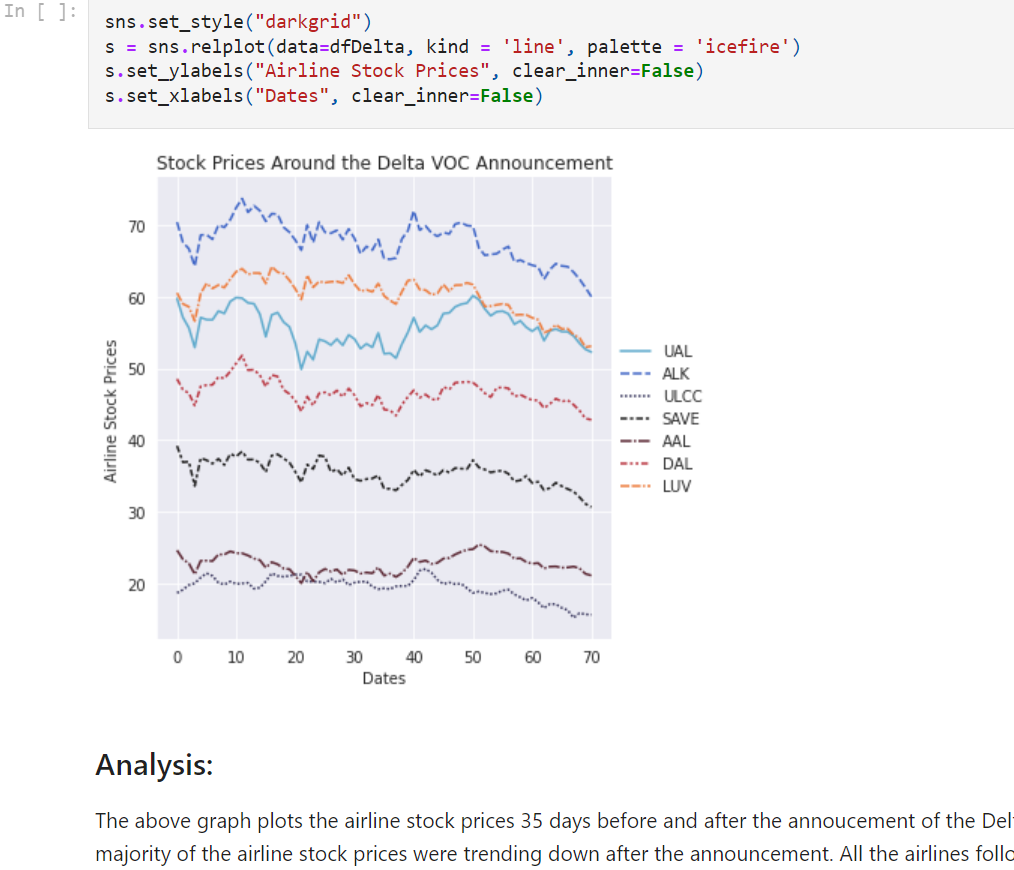 In [ ]:
sns.set_style("darkgrid")
s = sns.relplot(data=dfDelta, kind = 'line', palette = 'icefire')
s.set_ylabels("Airline Stock Prices", clear_inner=False)
s.set_xlabels("Dates", clear_inner=False)
Stock Prices Around the Delta VOC Announcement
70
60
50
40
30
20
Airline Stock Prices
0 10 20 30 40 50 60 70
Dates
UAL
ALK
ULCC
SAVE
AAL
DAL
LUV
Analysis:
The above graph plots the airline stock prices 35 days before and after the annoucement of the Del
majority of the airline stock prices were trending down after the announcement. All the airlines follo